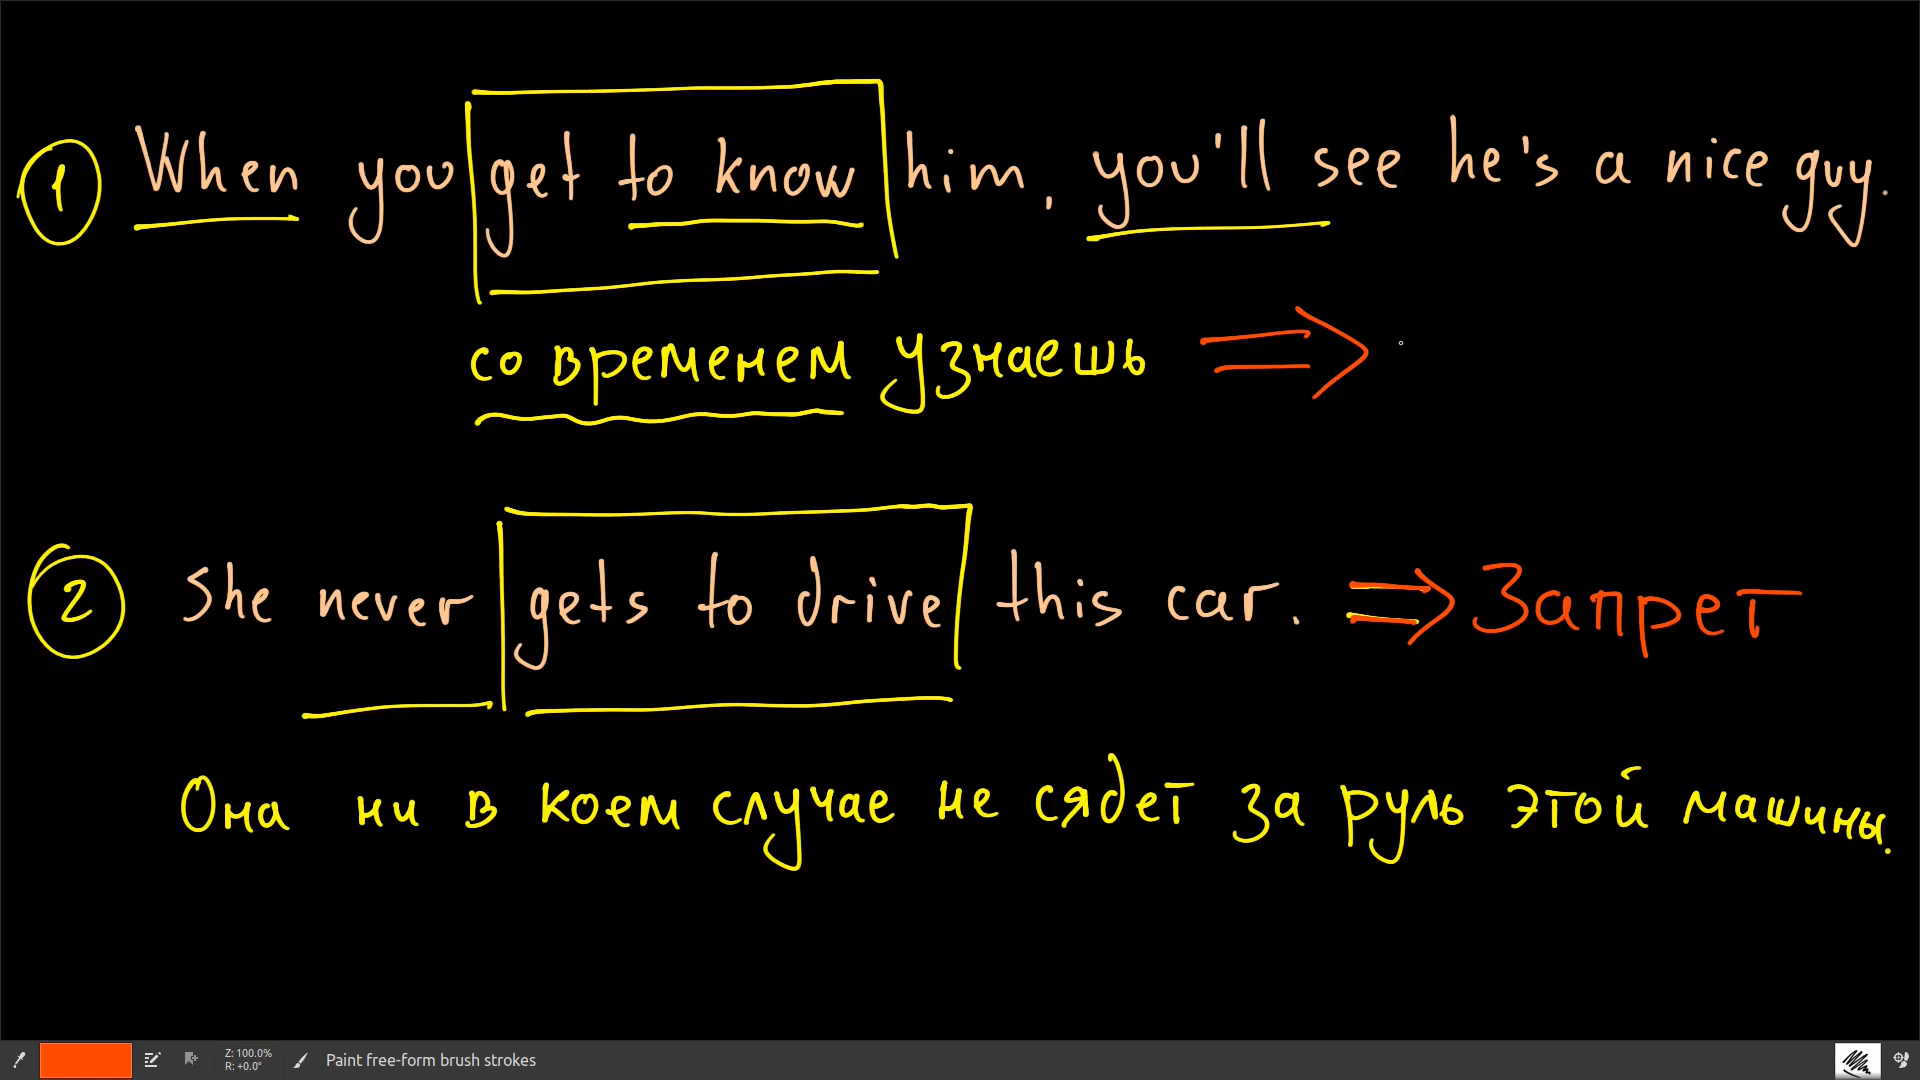 1 When you get to know him, you'll see he's a nice guy.
со временем узнаешь ⇒
2 She never gets to drive this car. ⇒ Запрет
Она ни в коем случае не сядет за руль этой машины.
Z: 100.0%
R: +0.0°
Paint free-form brush strokes